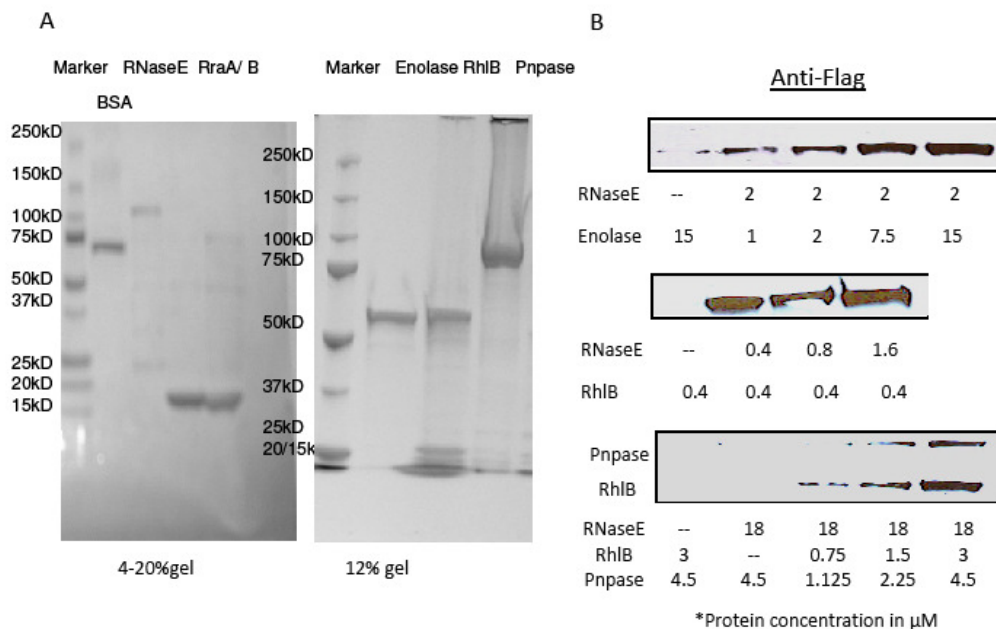 A
Marker RNaseE RraA/ B
BSA
250kD
150kD
100kD
75kD
50kD
37kD
25kD
20kD
15kD
4-20%gel
Marker Enolase RhlB Pnpase
250kD
150kD
100kD
75kD
50kD
37kD
25kD
20/15k
12% gel
B
Anti-Flag
RNaseE -- 2 2 2 2
Enolase 15 1 2 7.5 15
RNaseE -- 0.4 0.8 1.6
RhlB 0.4 0.4 0.4 0.4
Pnpase
RhlB
RNaseE -- 18 18 18 18
RhlB 3 -- 0.75 1.5 3
Pnpase 4.5 4.5 1.125 2.25 4.5
*Protein concentration in μM